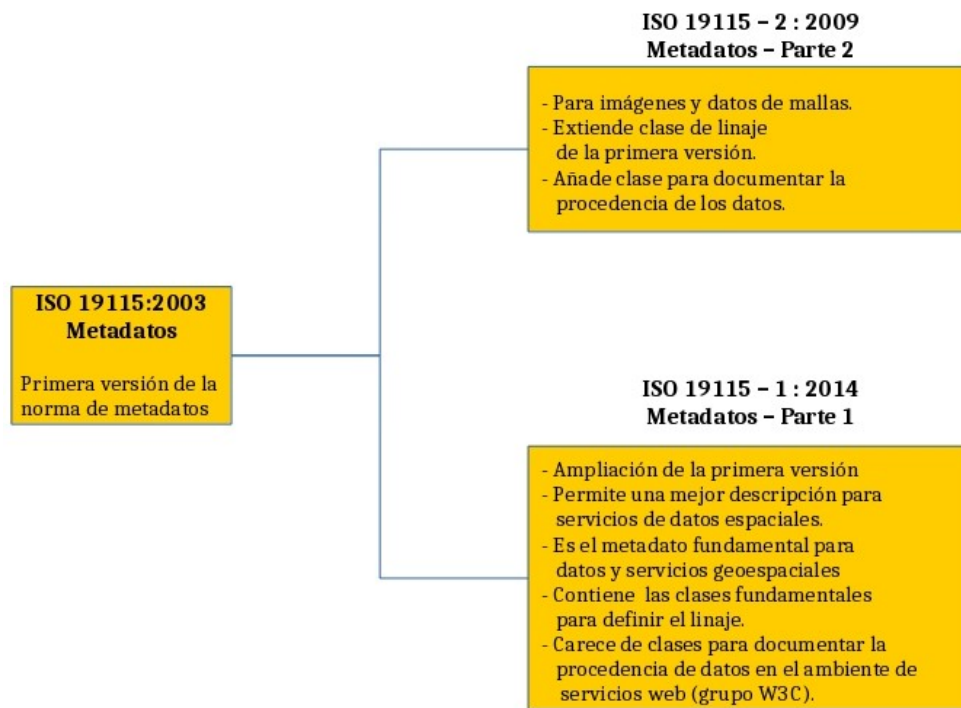 ISO 19115 – 2 : 2009
Metadatos – Parte 2
- Para imágenes y datos de mallas.
- Extiende clase de linaje
de la primera versión.
- Añade clase para documentar la
procedencia de los datos.
ISO 19115:2003
Metadatos
Primera versión de la
norma de metadatos
ISO 19115 – 1 : 2014
Metadatos – Parte 1
- Ampliación de la primera versión
- Permite una mejor descripción para
servicios de datos espaciales.
- Es el metadato fundamental para
datos y servicios geoespaciales
- Contiene las clases fundamentales
para definir el linaje.
- Carece de clases para documentar la
procedencia de datos en el ambiente de
servicios web (grupo W3C).